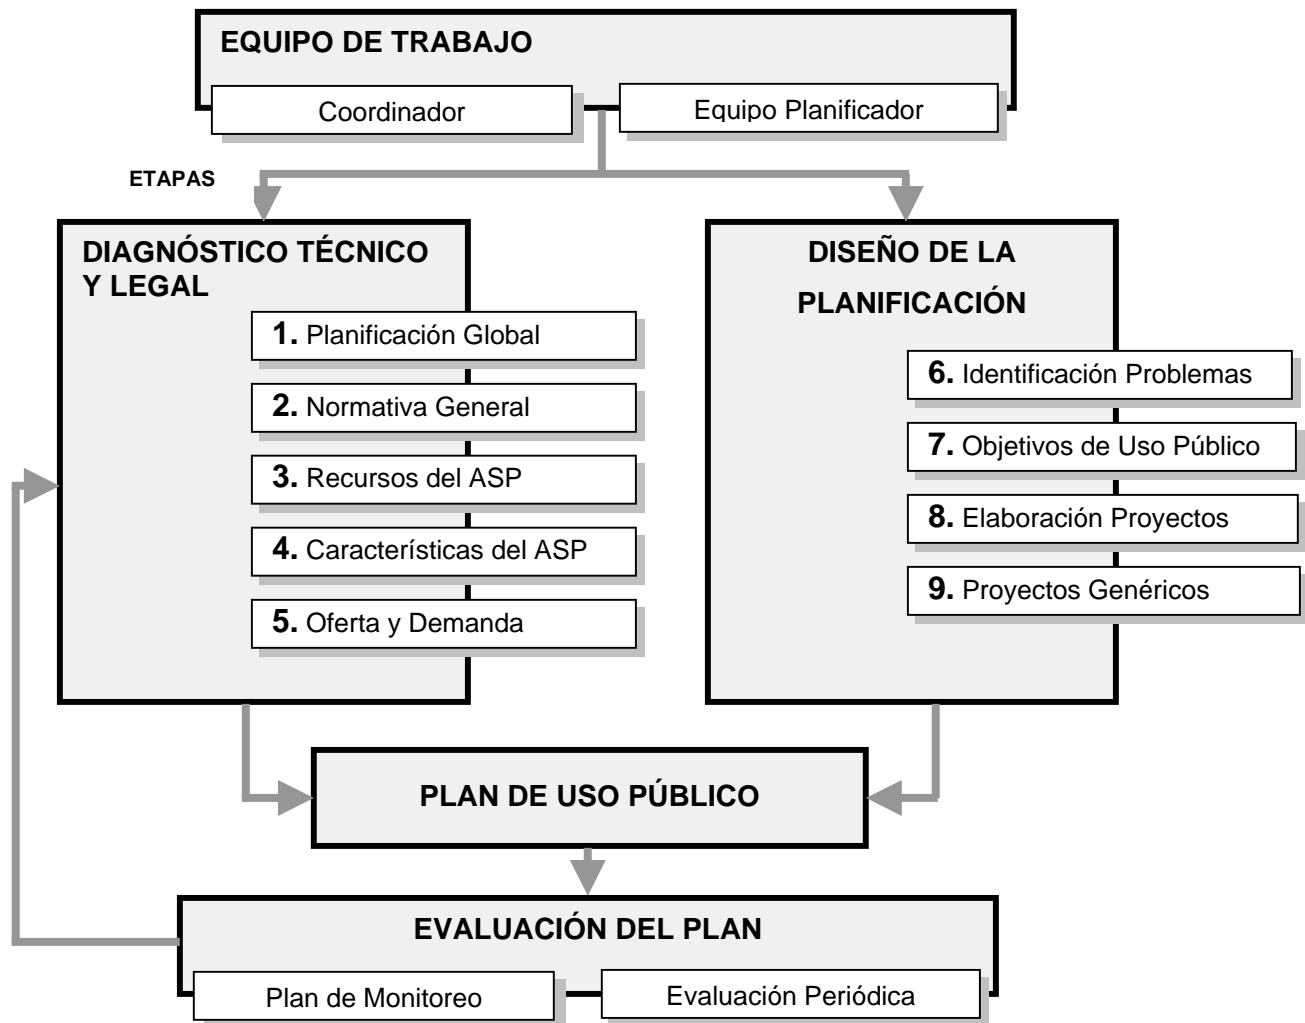 EQUIPO DE TRABAJO
Coordinador
Equipo Planificador
ETAPAS
DIAGNÓSTICO TÉCNICO
Y LEGAL
1. Planificación Global
2. Normativa General
3. Recursos del ASP
4. Características del ASP
5. Oferta y Demanda
DISEÑO DE LA
PLANIFICACIÓN
6. Identificación Problemas
7. Objetivos de Uso Público
8. Elaboración Proyectos
9. Proyectos Genéricos
PLAN DE USO PÚBLICO
EVALUACIÓN DEL PLAN
Plan de Monitoreo
Evaluación Periódica